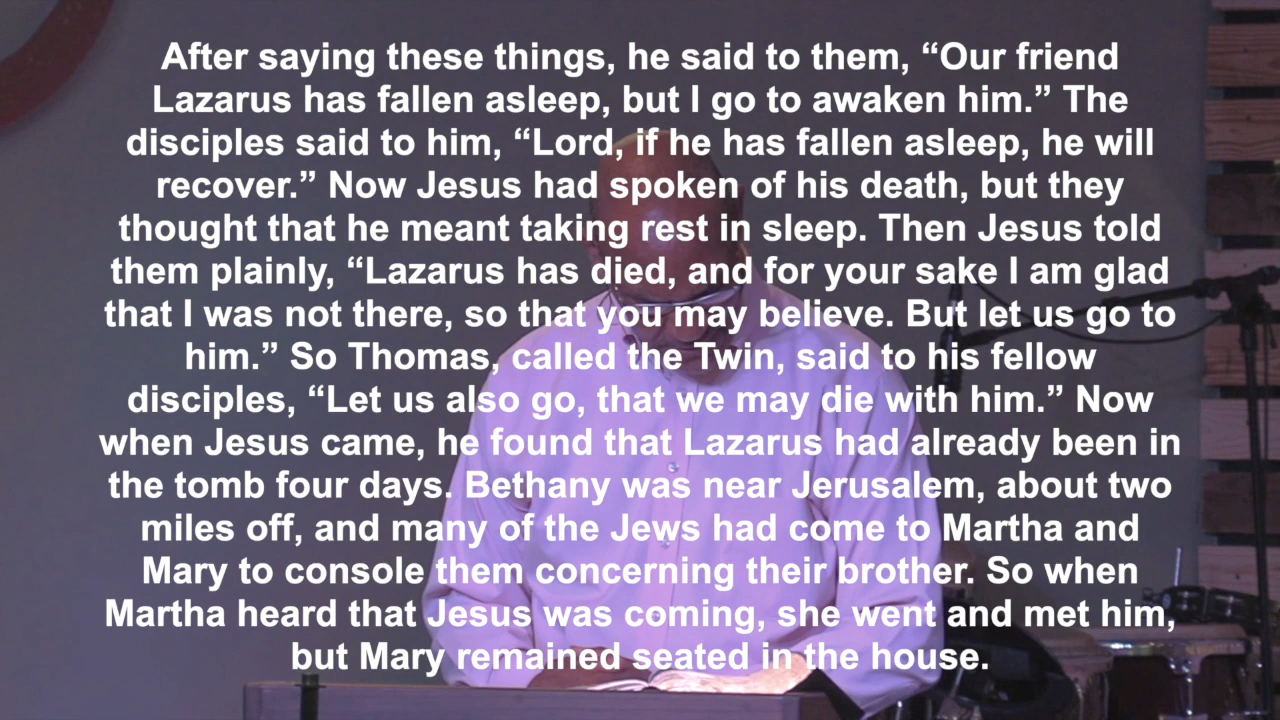 After saying these things, he said to them, “Our friend
Lazarus has fallen asleep, but I go to awaken him.” The
disciples said to him, “Lord, if he has fallen asleep, he will
recover.” Now Jesus had spoken of his death, but they
thought that he meant taking rest in sleep. Then Jesus told
them plainly, “Lazarus has died, and for your sake I am glad
that I was not there, so that you may believe. But let us go to
him.” So Thomas, called the Twin, said to his fellow
disciples, “Let us also go, that we may die with him.” Now
when Jesus came, he found that Lazarus had already been in
the tomb four days. Bethany was near Jerusalem, about two
miles off, and many of the Jews had come to Martha and
Mary to console them concerning their brother. So when
Martha heard that Jesus was coming, she went and met him,
but Mary remained seated in the house.